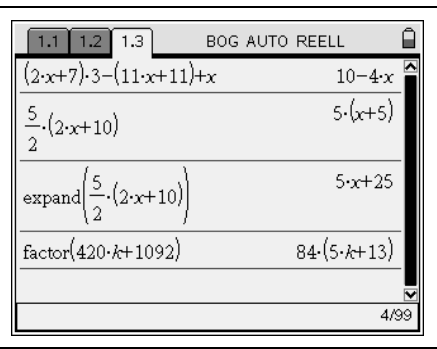 1.1 1.2 1.3 BOG AUTO REELL
(2·x+7)·3−(11·x+11)+x 10−4·x
5/2·(2·x+10) 5·(x+5)
expand(5/2·(2·x+10)) 5·x+25
factor(420·k+1092) 84·(5·k+13)
4/99